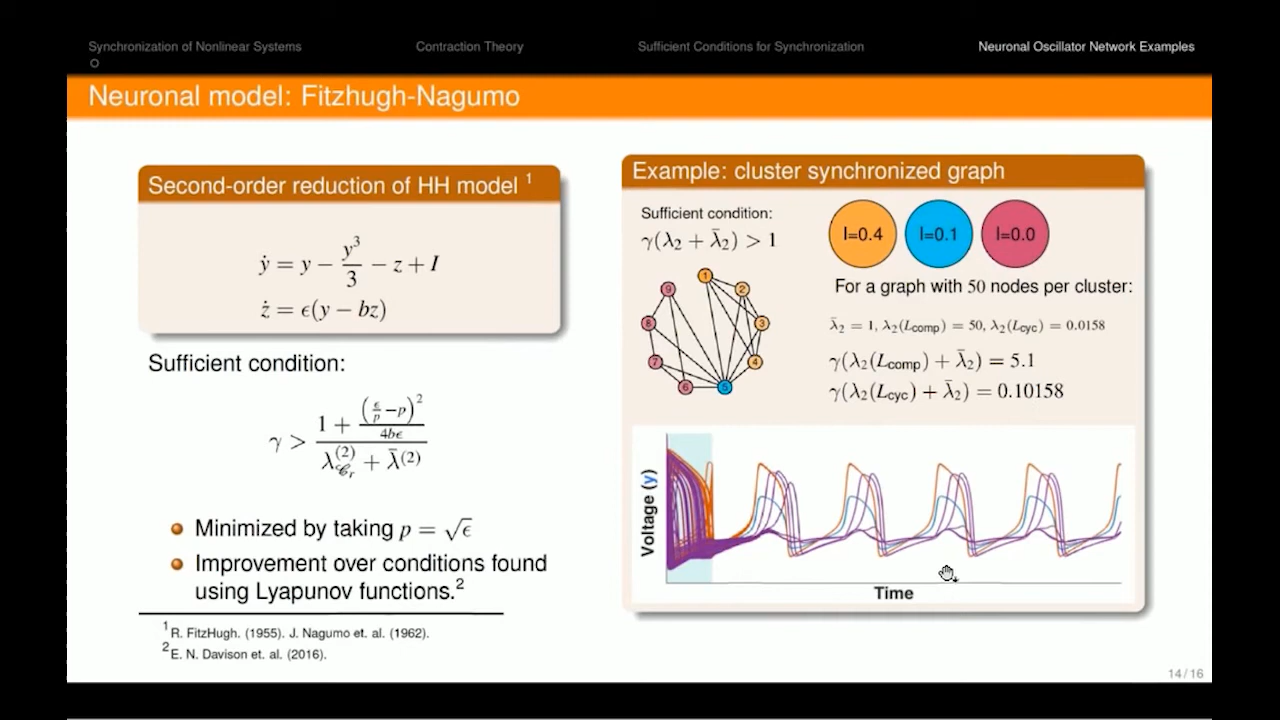 Synchronization of Nonlinear Systems
Contraction Theory
Sufficient Conditions for Synchronization
Neuronal Oscillator Network Examples
Neuronal model: Fitzhugh-Nagumo
Second-order reduction of HH model 1
ẏ = y − y³/3 − z + I
ż = ϵ(y − bz)
Sufficient condition:
γ > (1 + (ϵ/p − p)²/(4bϵ)) / (λ_𝒞r^(2) + λ̄^(2))
Minimized by taking p = √ϵ
Improvement over conditions found
using Lyapunov functions.2
1 R. FitzHugh. (1955). J. Nagumo et. al. (1962).
2 E. N. Davison et. al. (2016).
Example: cluster synchronized graph
Sufficient condition:
γ(λ₂ + λ̄₂) > 1
I=0.4
I=0.1
I=0.0
1
2
3
4
5
6
7
8
9
For a graph with 50 nodes per cluster:
λ̄₂ = 1, λ₂(Lcomp) = 50, λ₂(Lcyc) = 0.0158
γ(λ₂(Lcomp) + λ̄₂) = 5.1
γ(λ₂(Lcyc) + λ̄₂) = 0.10158
Voltage (y)
Time
14 / 16